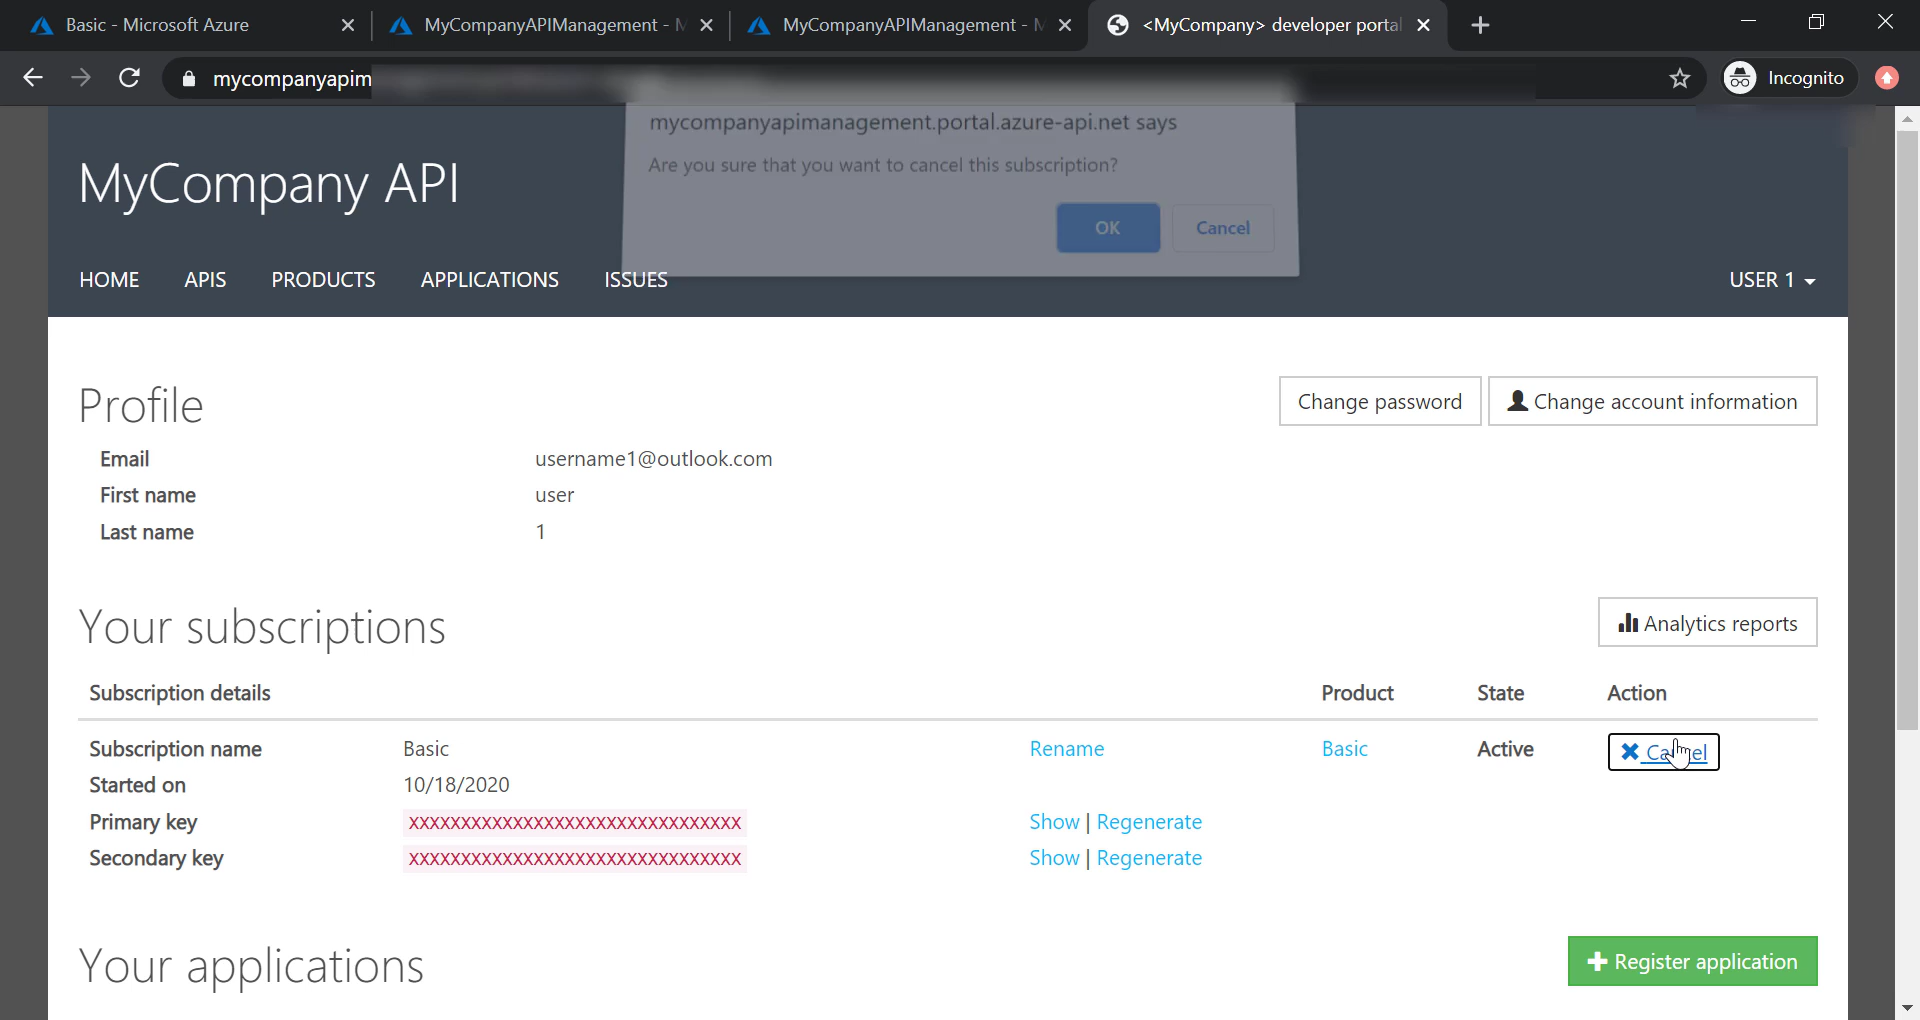 Basic - Microsoft Azure
MyCompanyAPIManagement -
MyCompanyAPIManagement -
<MyCompany> developer portal
mycompanyapim
Incognito
mycompanyapimanagement.portal.azure-api.net says
Are you sure that you want to cancel this subscription?
OK Cancel
MyCompany API
HOME APIS PRODUCTS APPLICATIONS ISSUES USER 1
Profile
Change password Change account information
Email username1@outlook.com
First name user
Last name 1
Your subscriptions
Analytics reports
Subscription details Product State Action
Subscription name Basic Rename Basic Active Cancel
Started on 10/18/2020
Primary key XXXXXXXXXXXXXXXXXXXXXXXXXXXXXXXX Show | Regenerate
Secondary key XXXXXXXXXXXXXXXXXXXXXXXXXXXXXXXX Show | Regenerate
Your applications
Register application